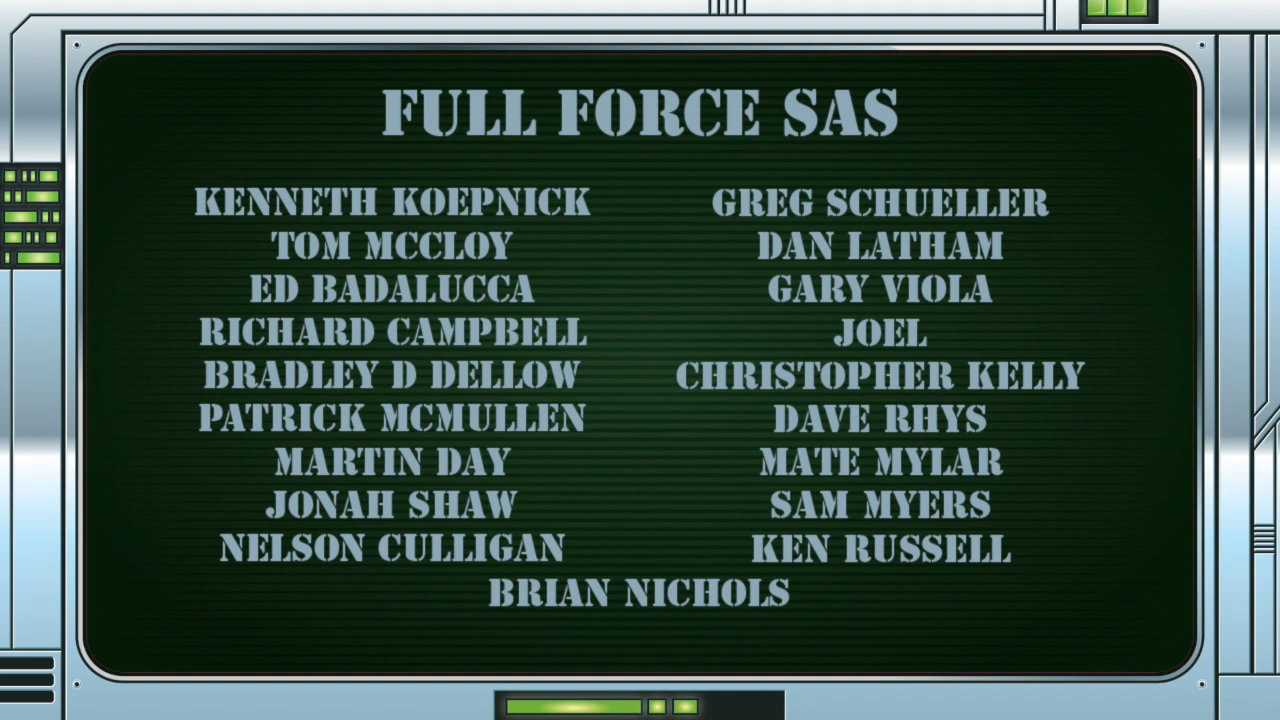 FULL FORCE SAS
KENNETH KOEPNICK
TOM MCCLOY
ED BADALUCCA
RICHARD CAMPBELL
BRADLEY D DELLOW
PATRICK MCMULLEN
MARTIN DAY
JONAH SHAW
NELSON CULLIGAN
GREG SCHUELLER
DAN LATHAM
GARY VIOLA
JOEL
CHRISTOPHER KELLY
DAVE RHYS
MATE MYLAR
SAM MYERS
KEN RUSSELL
BRIAN NICHOLS